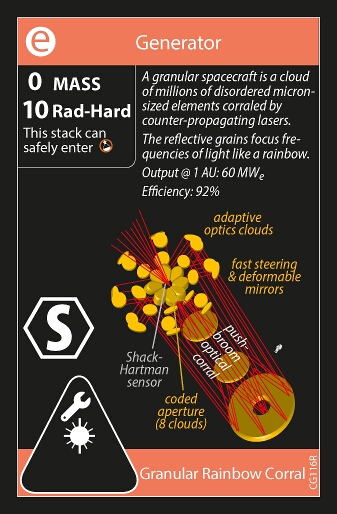 e
Generator
0 MASS
10 Rad-Hard
This stack can
safely enter
A granular spacecraft is a cloud
of millions of disordered micron-
sized elements corraled by
counter-propagating lasers.
The reflective grains focus fre-
quencies of light like a rainbow.
Output @ 1 AU: 60 MWe
Efficiency: 92%
adaptive
optics clouds
fast steering
& deformable
mirrors
push-
broom
optical
corral
S
Shack-
Hartman
sensor
coded
aperture
(8 clouds)
Granular Rainbow Corral
CG116R